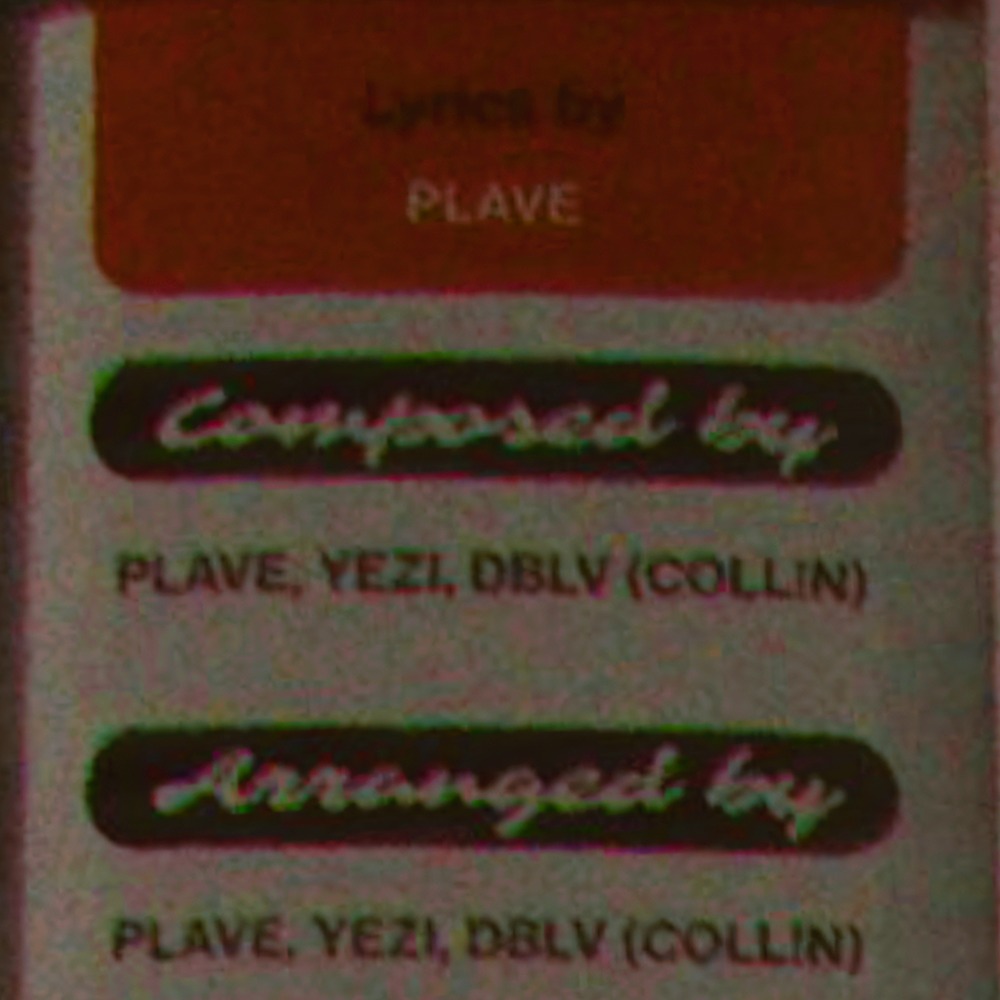 Lyrics by
PLAVE
Composed by
PLAVE, YEZI, DBLV (COLLIN)
Arranged by
PLAVE, YEZI, DBLV (COLLIN)